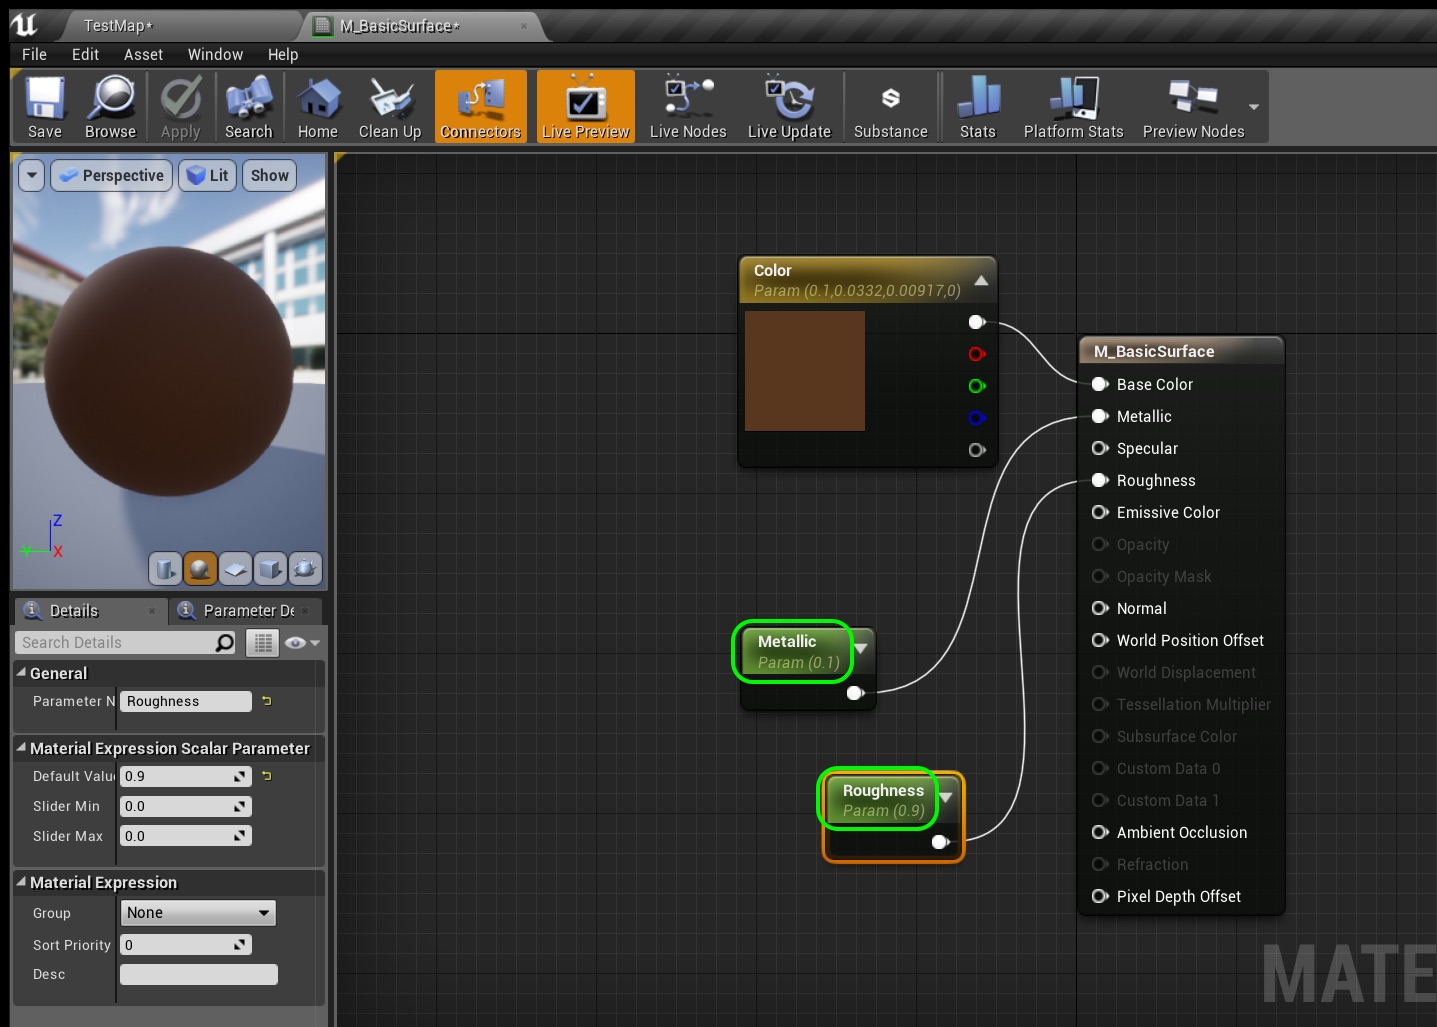 TestMap*
M_BasicSurface*
File Edit Asset Window Help
Save Browse Apply Search Home Clean Up Connectors Live Preview Live Nodes Live Update Substance Stats Platform Stats Preview Nodes
Perspective Lit Show
Z
Y X
Details
Parameter De
Search Details
General
Parameter N Roughness
Material Expression Scalar Parameter
Default Valu 0.9
Slider Min 0.0
Slider Max 0.0
Material Expression
Group None
Sort Priority 0
Desc
Color
Param (0.1,0.0332,0.00917,0)
Metallic
Param (0.1)
Roughness
Param (0.9)
M_BasicSurface
Base Color
Metallic
Specular
Roughness
Emissive Color
Opacity
Opacity Mask
Normal
World Position Offset
World Displacement
Tessellation Multiplier
Subsurface Color
Custom Data 0
Custom Data 1
Ambient Occlusion
Refraction
Pixel Depth Offset
MATE